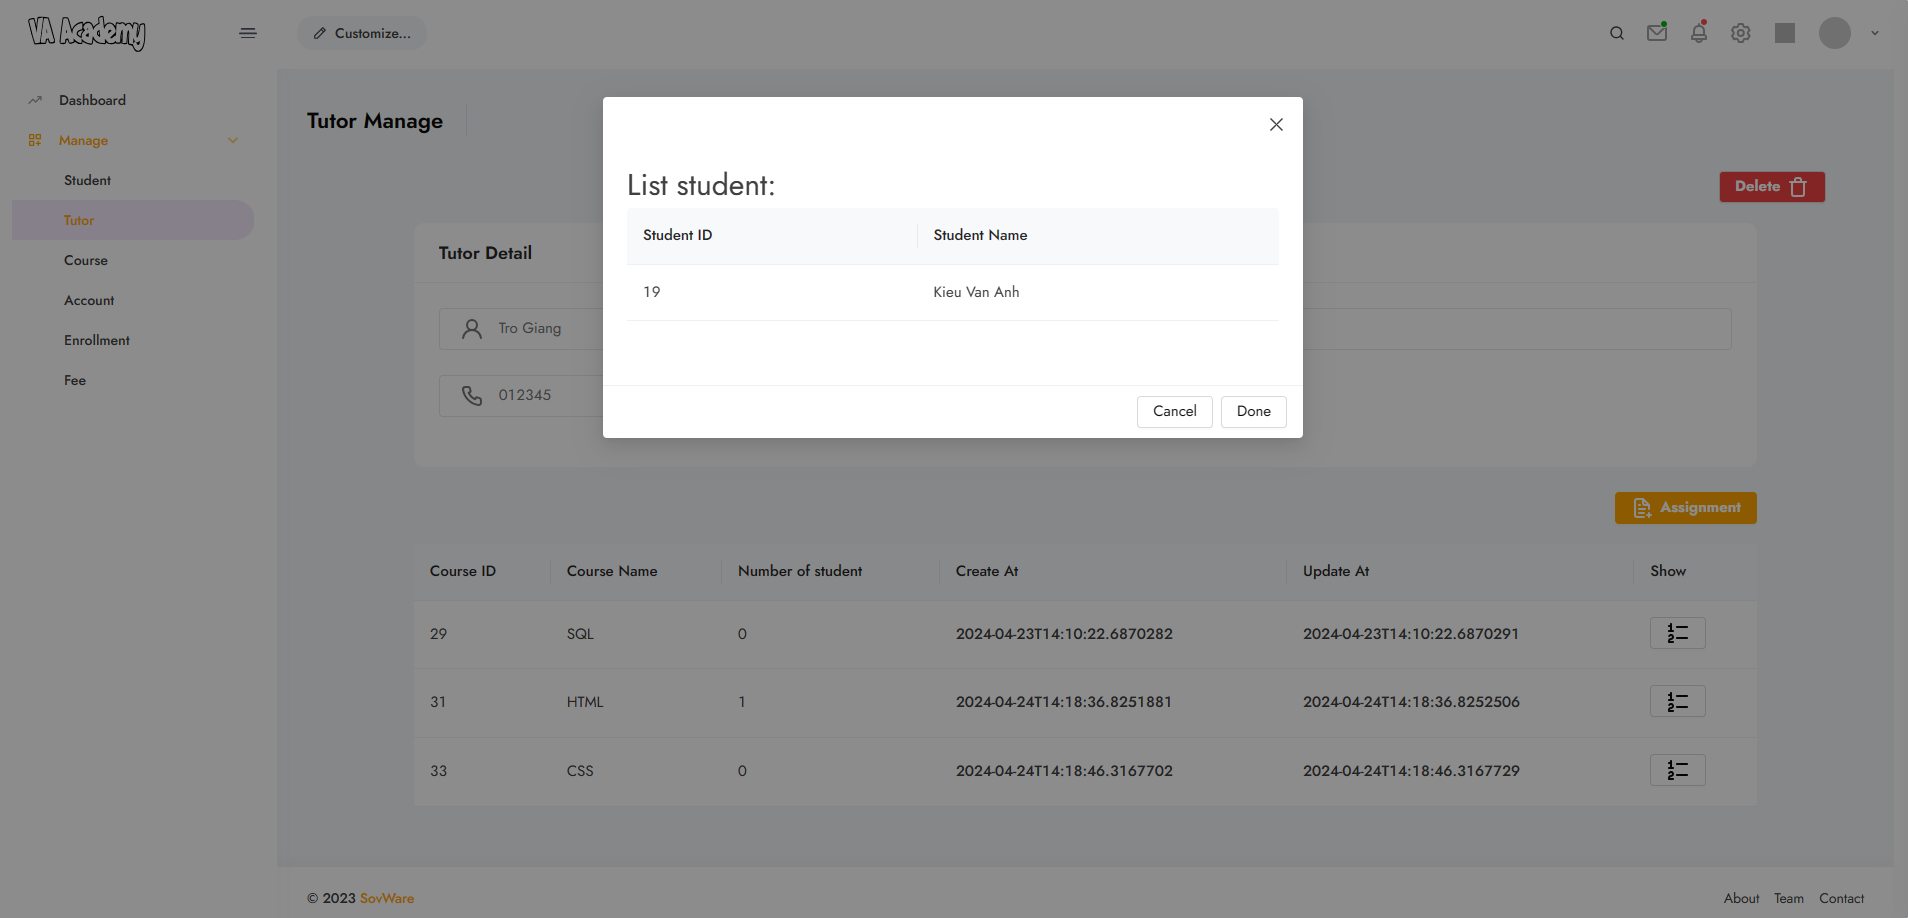 VA Academy
Customize...
Dashboard
Manage
Student
Tutor
Course
Account
Enrollment
Fee
Tutor Manage
Delete
Tutor Detail
Tro Giang
012345
List student:
Student ID Student Name
19 Kieu Van Anh
Cancel Done
Assignment
Course ID Course Name Number of student Create At Update At Show
29 SQL 0 2024-04-23T14:10:22.6870282 2024-04-23T14:10:22.6870291
31 HTML 1 2024-04-24T14:18:36.8251881 2024-04-24T14:18:36.8252506
33 CSS 0 2024-04-24T14:18:46.3167702 2024-04-24T14:18:46.3167729
© 2023 SovWare
About Team Contact